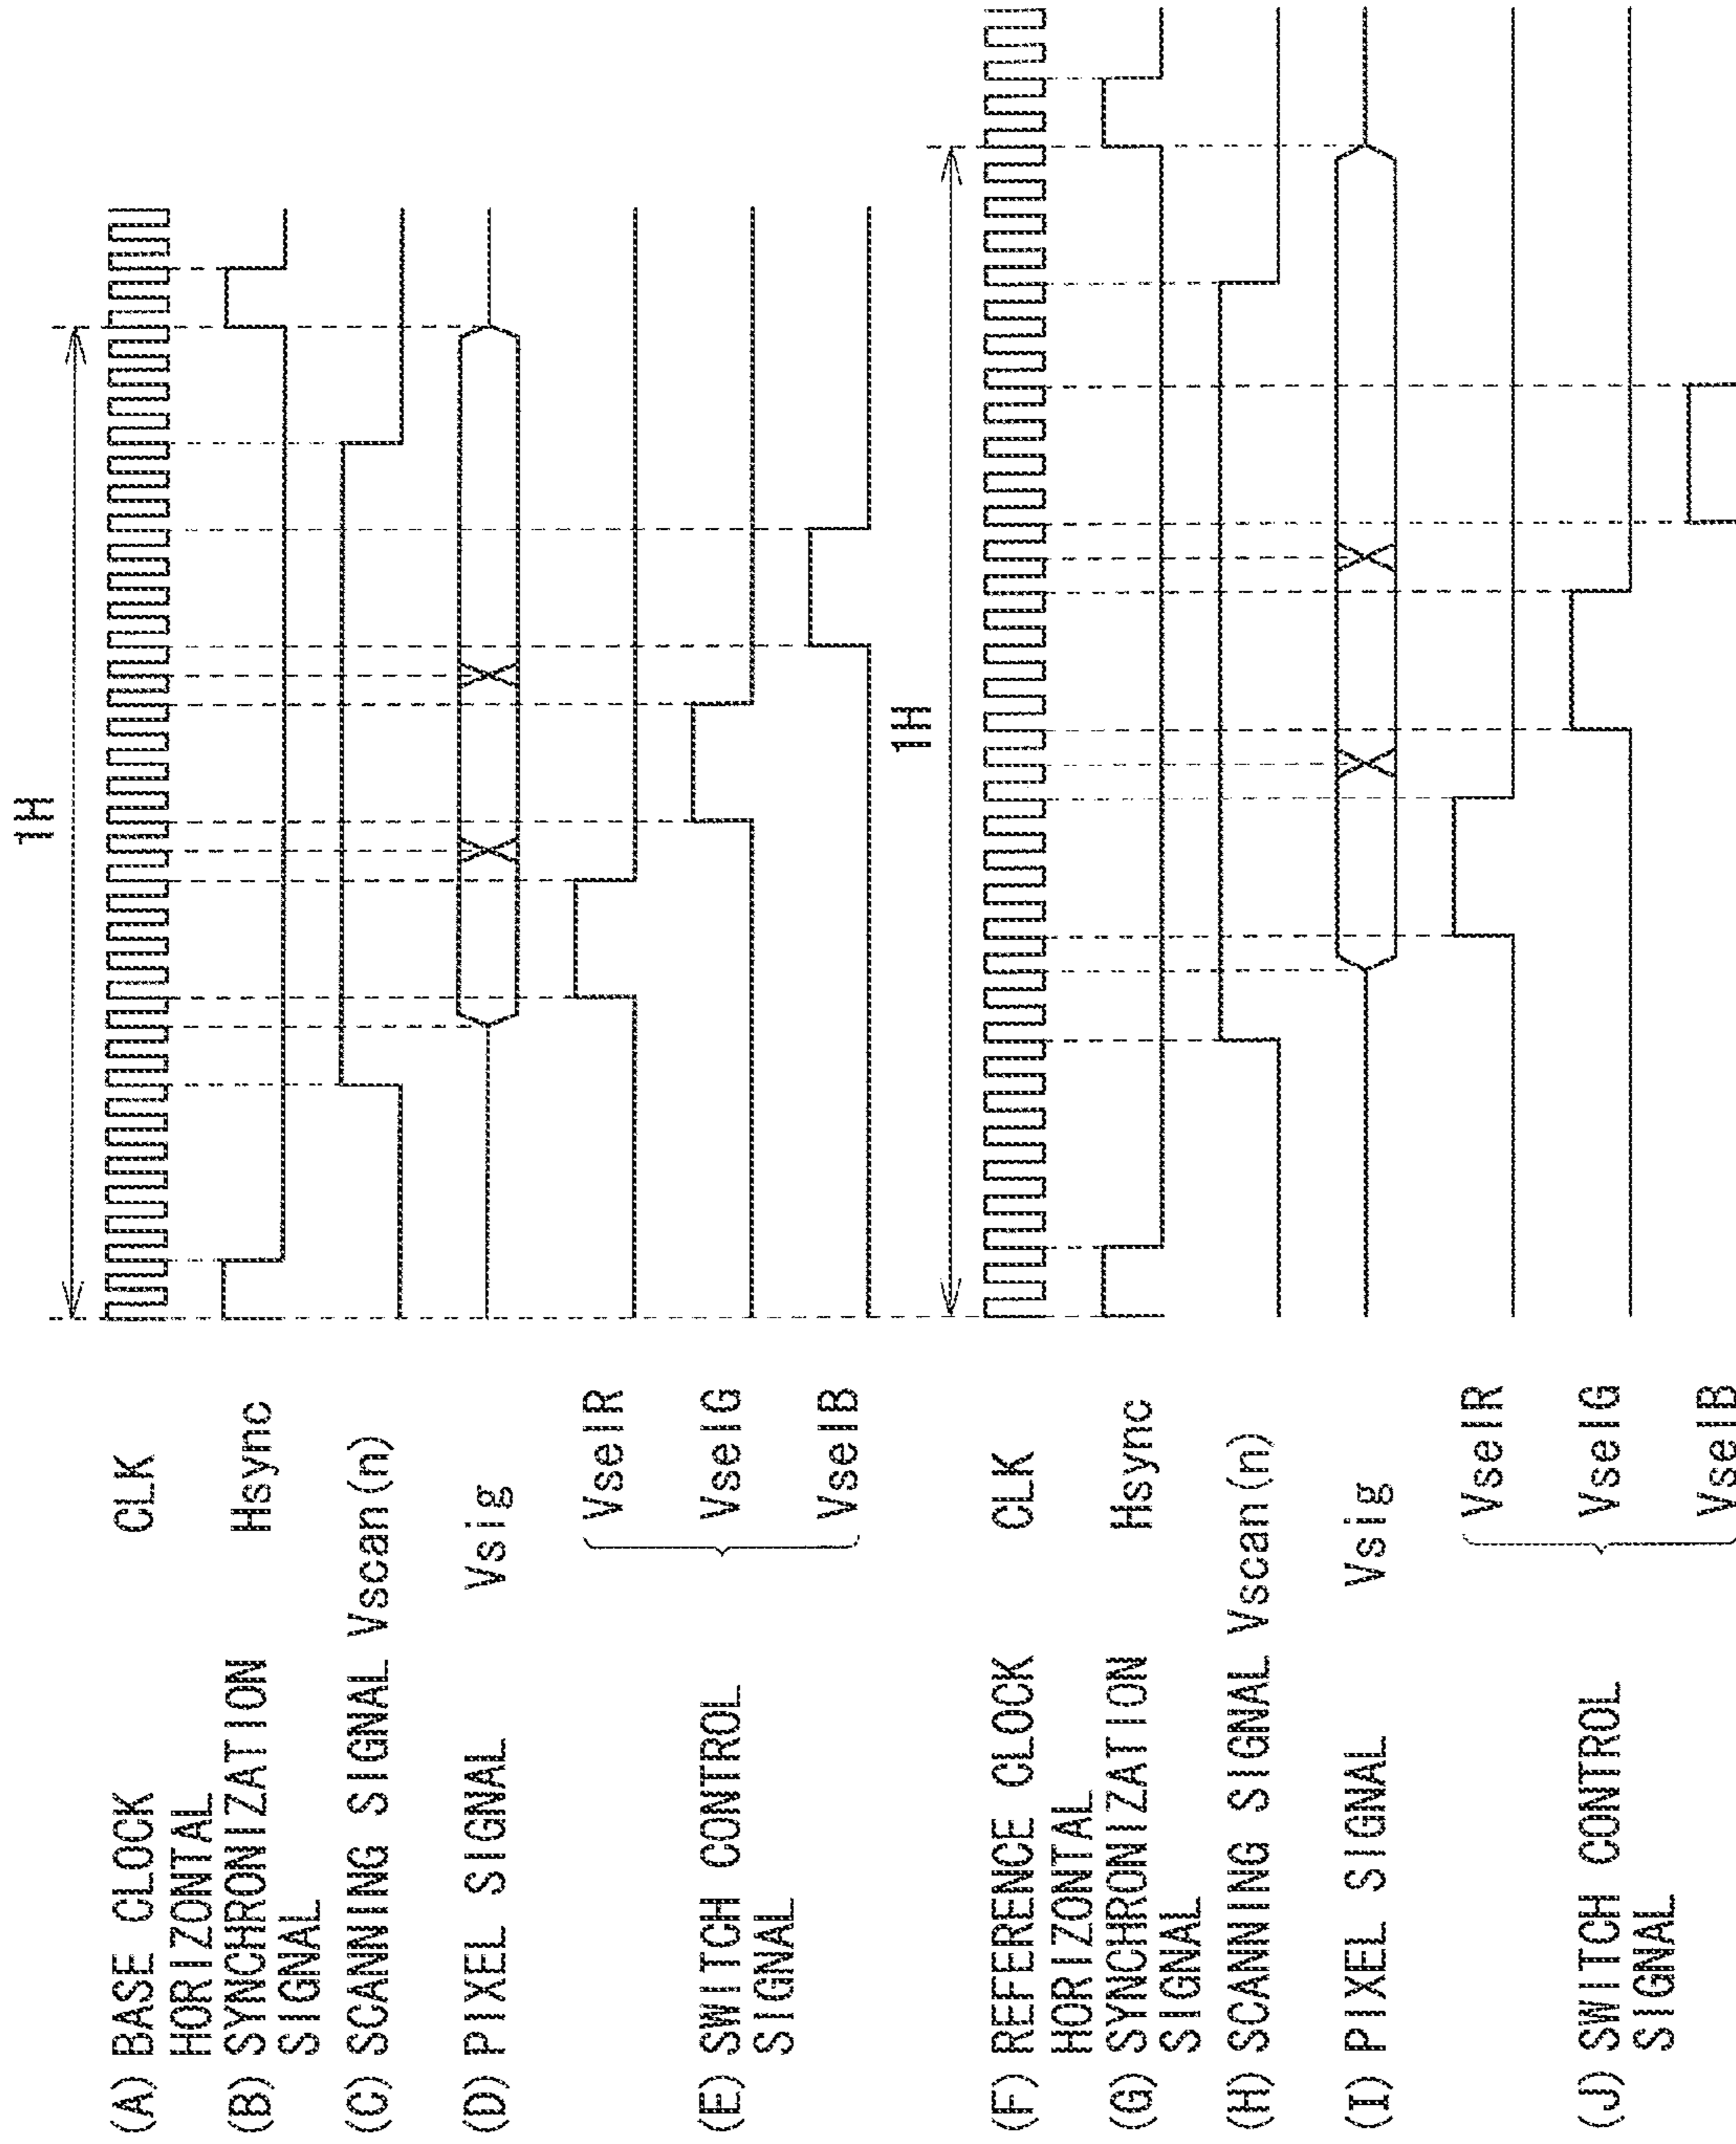 1H
(A) BASE CLOCK CLK
HORIZONTAL
(B) SYNCHRONIZATION Hsync
SIGNAL
(C) SCANNING SIGNAL Vscan(n)
(D) PIXEL SIGNAL Vsig
VselR
(E) SWITCH CONTROL VselG
SIGNAL
VselB
1H
(F) REFERENCE CLOCK CLK
HORIZONTAL
(G) SYNCHRONIZATION Hsync
SIGNAL
(H) SCANNING SIGNAL Vscan(n)
(I) PIXEL SIGNAL Vsig
VselR
(J) SWITCH CONTROL VselG
SIGNAL
VselB